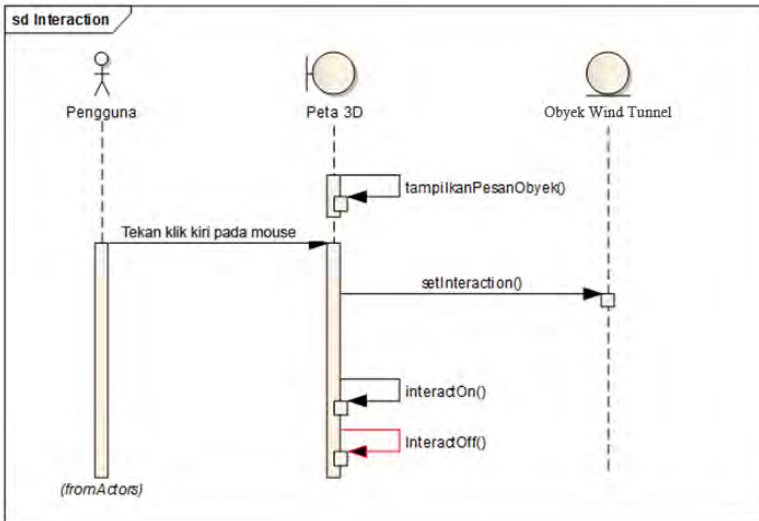 sd Interaction
Pengguna
Peta 3D
Obyek Wind Tunnel
tampilkanPesanObyek()
Tekan klik kiri pada mouse
setInteraction()
interactOn()
InteractOff()
(fromActors)